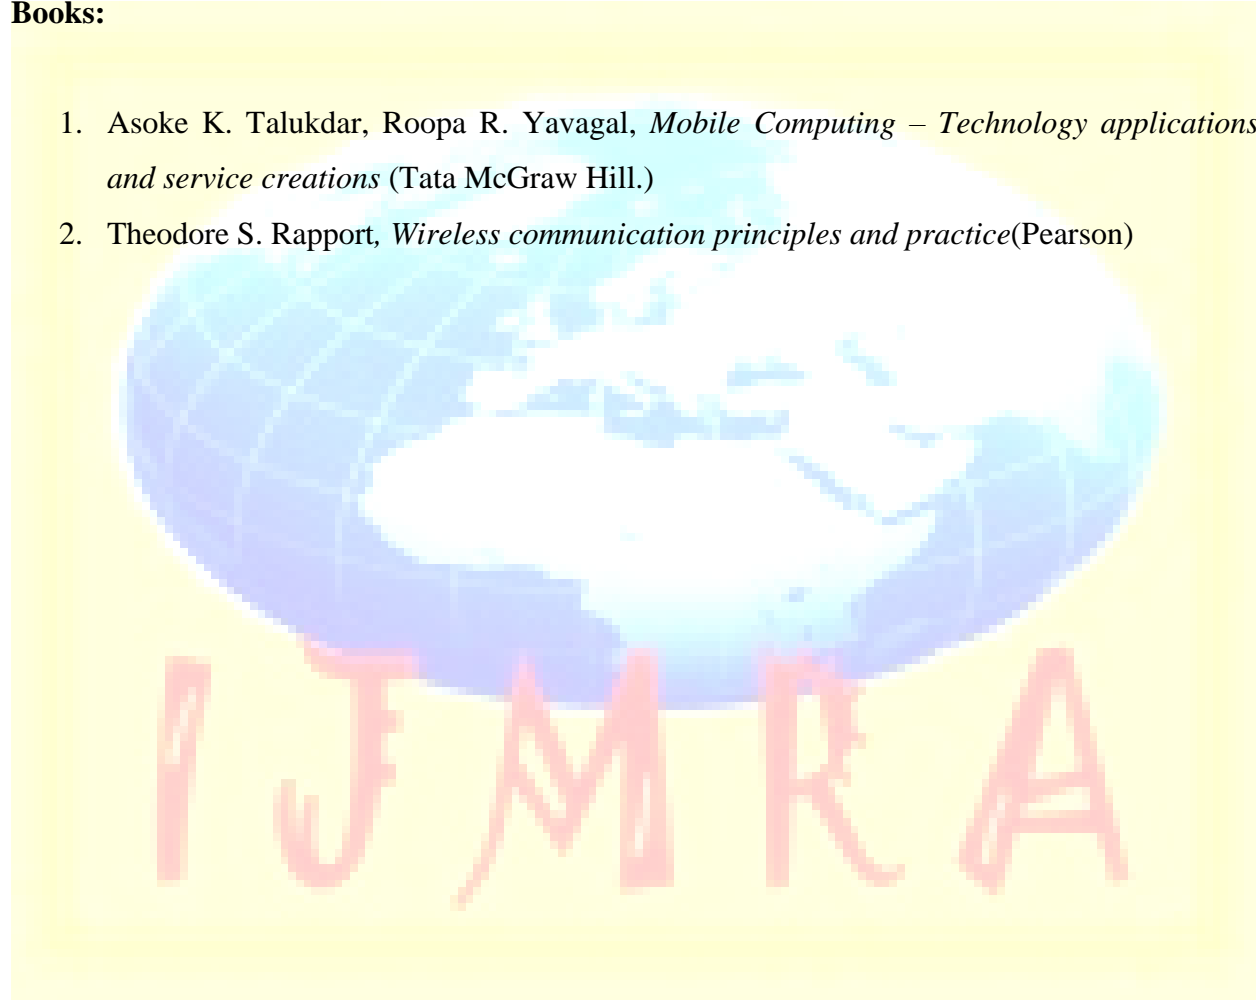 Books:
1. Asoke K. Talukdar, Roopa R. Yavagal, Mobile Computing – Technology applications
and service creations (Tata McGraw Hill.)
2. Theodore S. Rapport, Wireless communication principles and practice(Pearson)
IJMRA